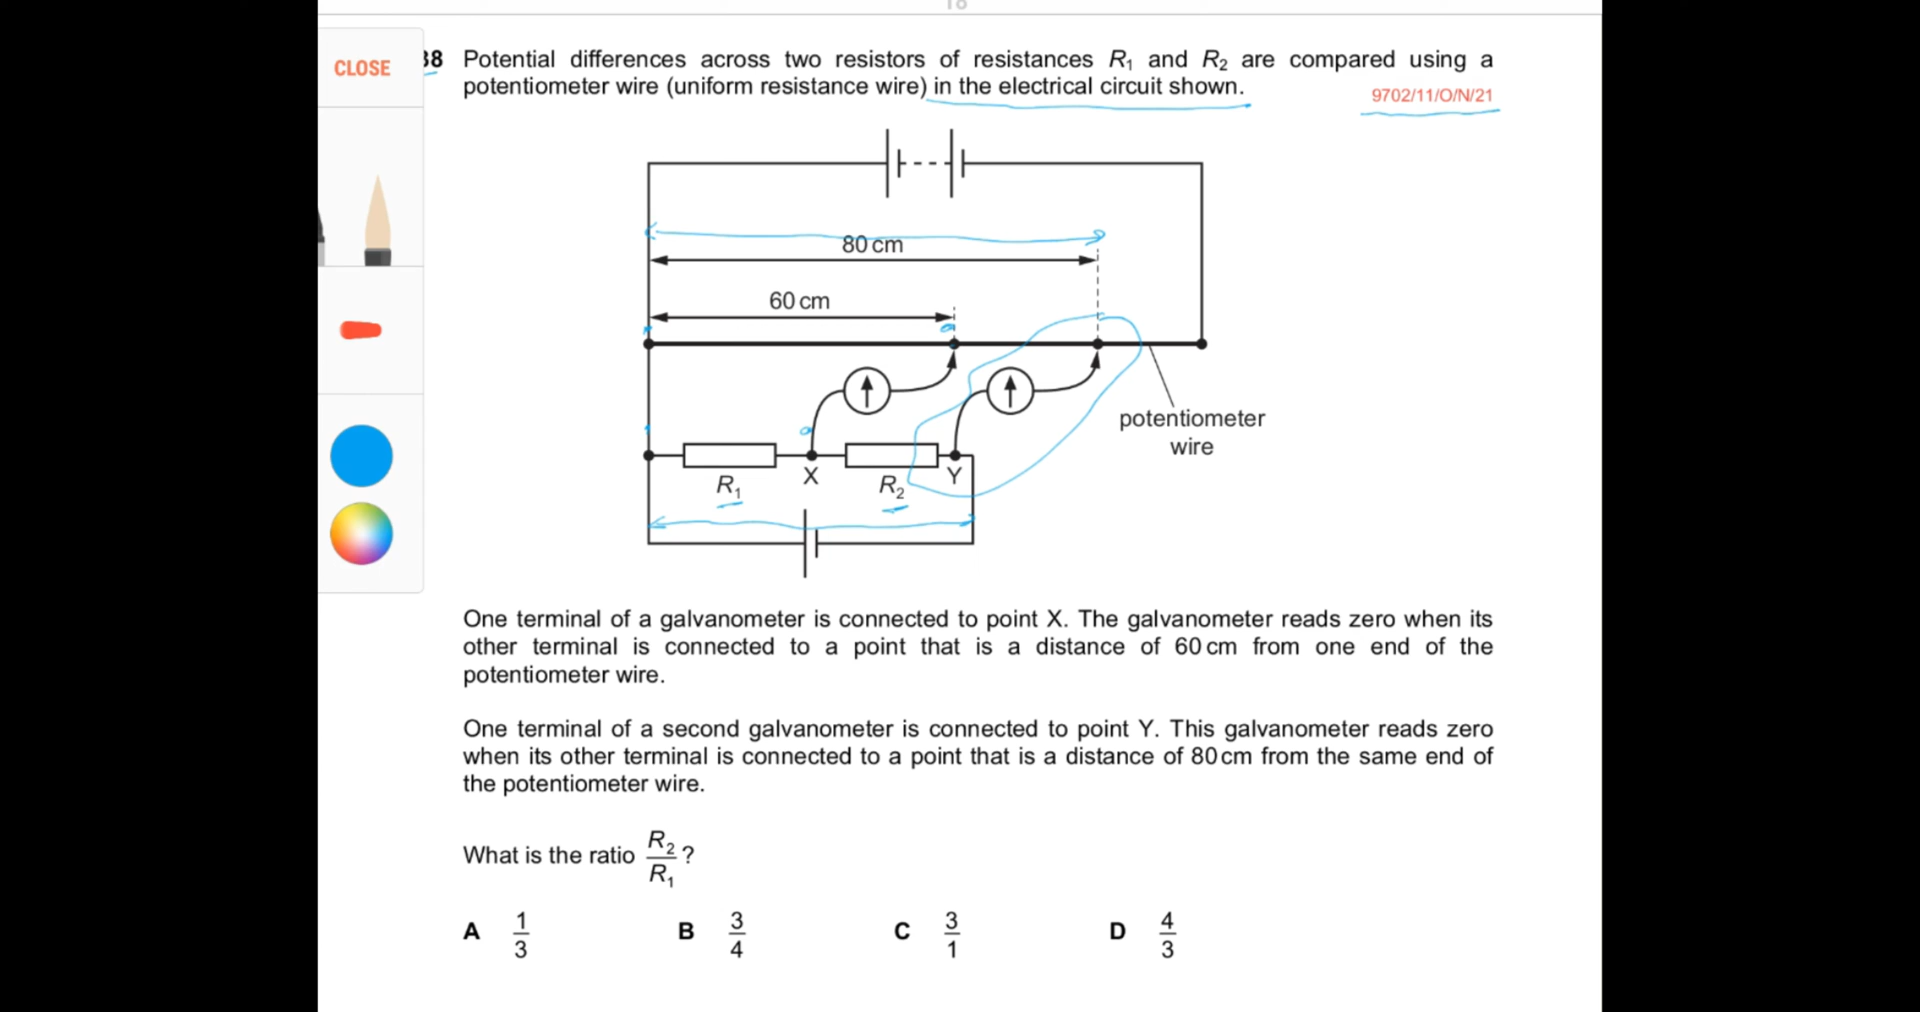 CLOSE
38 Potential differences across two resistors of resistances R₁ and R₂ are compared using a
potentiometer wire (uniform resistance wire) in the electrical circuit shown.
9702/11/O/N/21
80 cm
60 cm
potentiometer
wire
X
Y
R₁
R₂
One terminal of a galvanometer is connected to point X. The galvanometer reads zero when its
other terminal is connected to a point that is a distance of 60 cm from one end of the
potentiometer wire.
One terminal of a second galvanometer is connected to point Y. This galvanometer reads zero
when its other terminal is connected to a point that is a distance of 80 cm from the same end of
the potentiometer wire.
What is the ratio R₂/R₁ ?
A 1/3 B 3/4 C 3/1 D 4/3